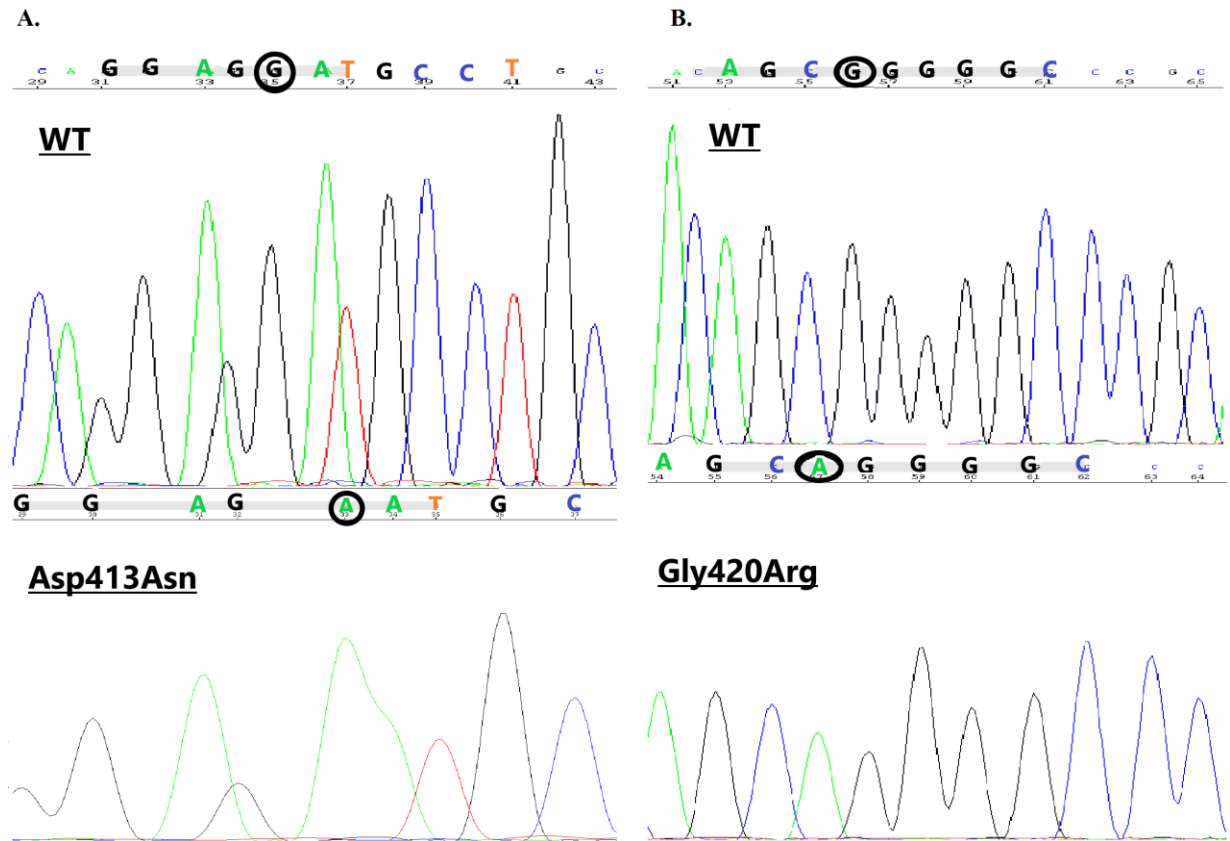 A.
C A G G A G G A T G C C T G C
29 31 33 35 37 39 41 43
WT
G G A G A A T G C
29 30 31 32 33 34 35 36 37
Asp413Asn
B.
A C A G C G G G G C C C G C
51 53 55 57 59 61 63 65
WT
A G C A G G G G C C C
54 55 56 57 58 59 60 61 62 63 64
Gly420Arg